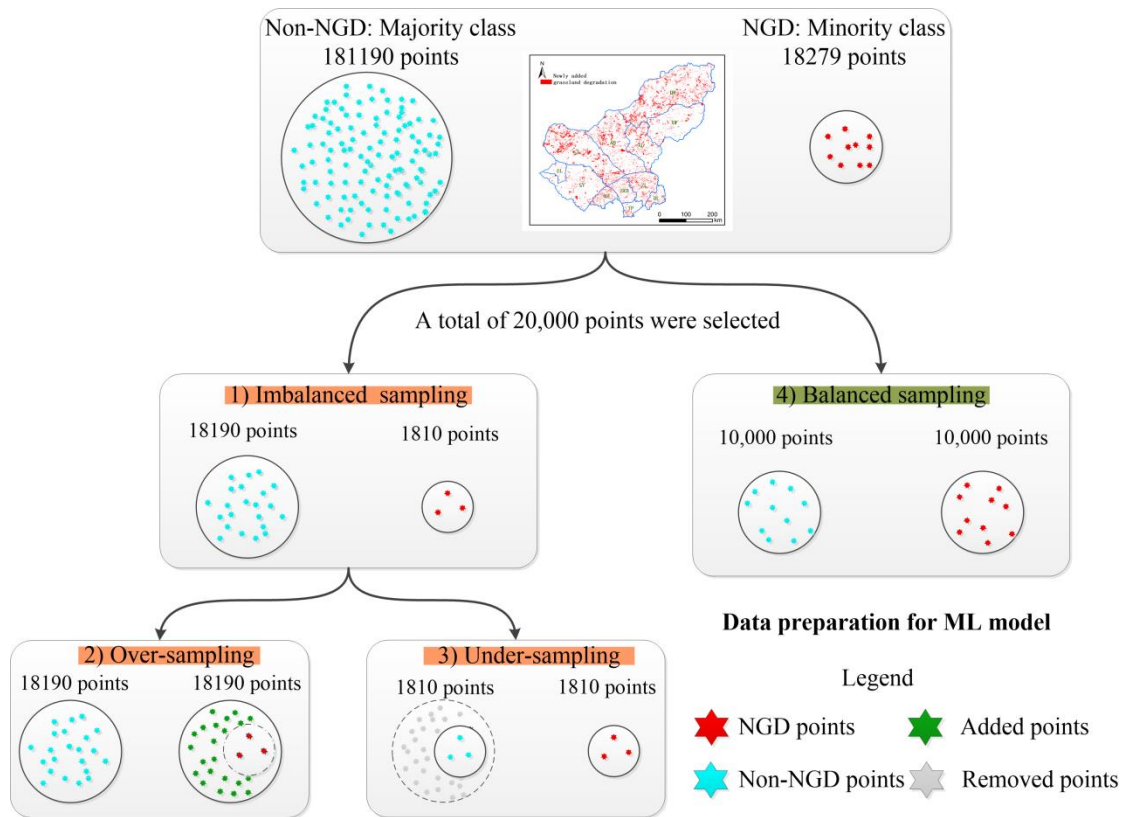 Non-NGD: Majority class
181190 points
NGD: Minority class
18279 points
N
Newly added
grassland degradation
0 100 200
km
A total of 20,000 points were selected
1) Imbalanced sampling
18190 points
1810 points
4) Balanced sampling
10,000 points
10,000 points
2) Over-sampling
18190 points
18190 points
3) Under-sampling
1810 points
1810 points
Data preparation for ML model
Legend
NGD points
Added points
Non-NGD points
Removed points